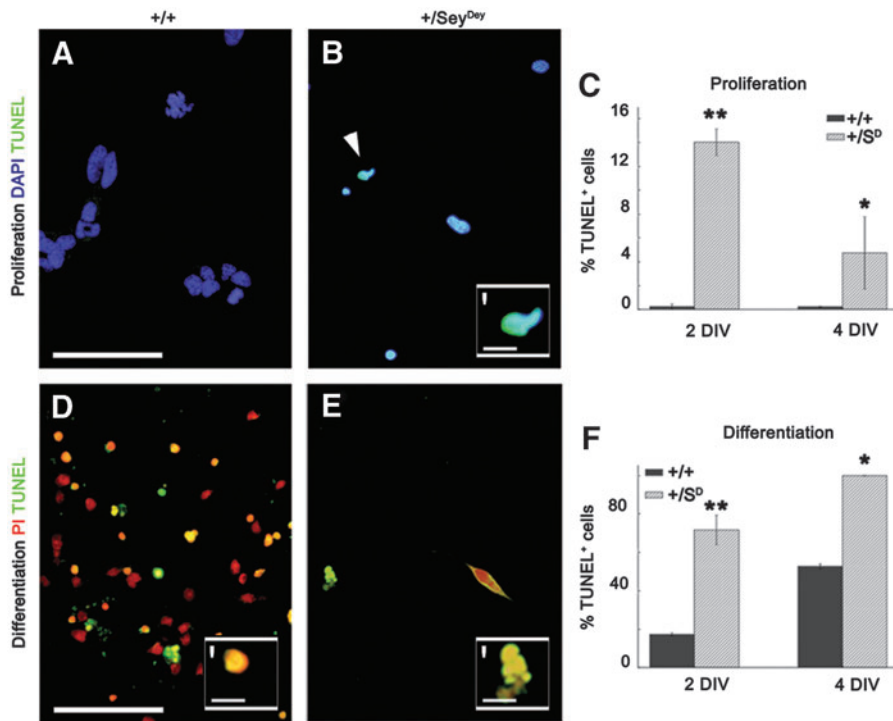 +/+
+/Sey^Dey
A
B
Proliferation DAPI TUNEL
'
C
Proliferation
% TUNEL⁺ cells
16
12
8
4
0
+/+
+/S^D
**
*
2 DIV
4 DIV
D
E
Differentiation PI TUNEL
'
'
F
Differentiation
% TUNEL⁺ cells
80
40
0
+/+
+/S^D
**
*
2 DIV
4 DIV